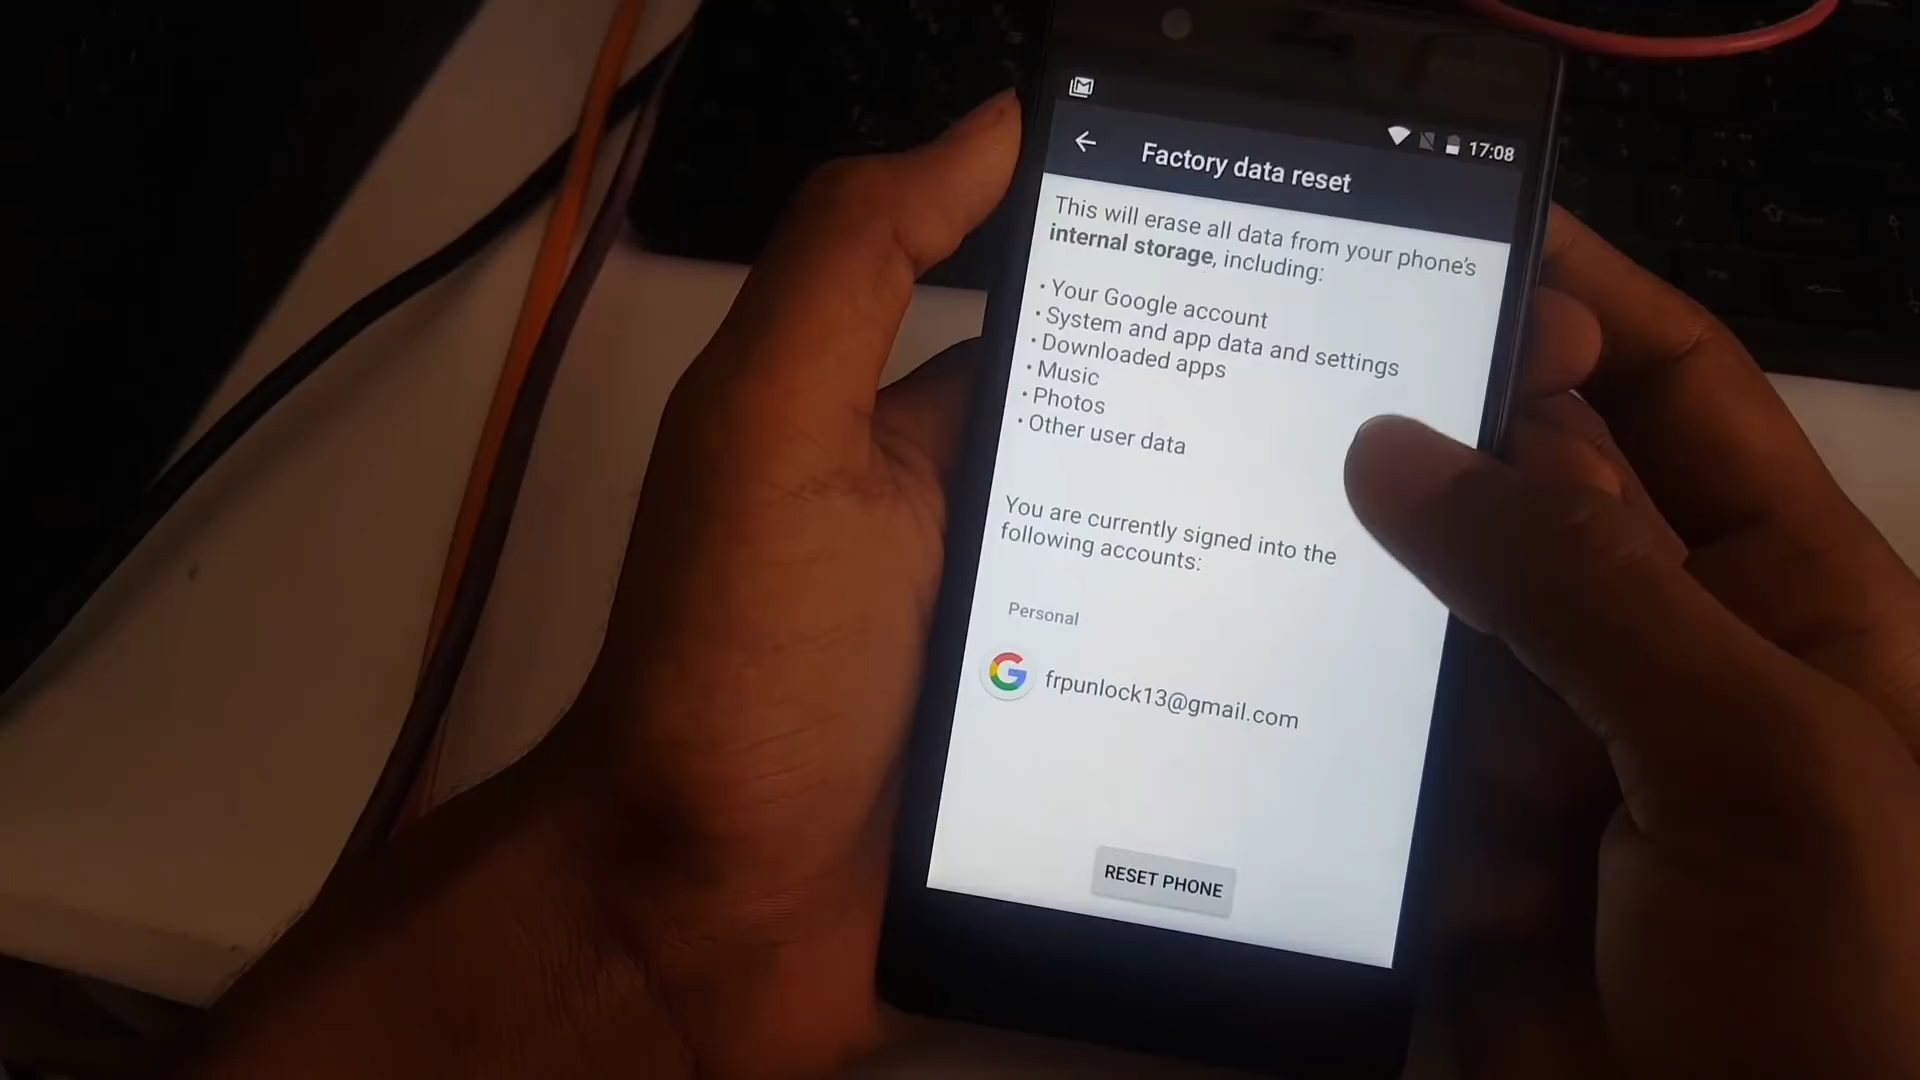 17:08
Factory data reset
This will erase all data from your phone's
internal storage, including:
• Your Google account
• System and app data and settings
• Downloaded apps
• Music
• Photos
• Other user data
You are currently signed into the
following accounts:
Personal
G frpunlock13@gmail.com
RESET PHONE